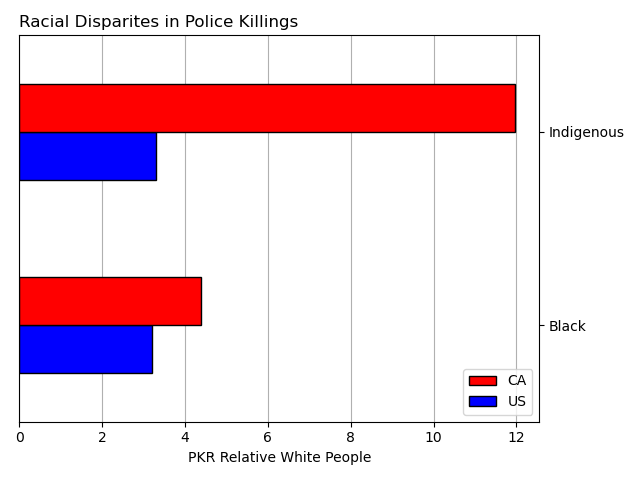 Racial Disparites in Police Killings
Indigenous
Black
CA
US
0 2 4 6 8 10 12
PKR Relative White People